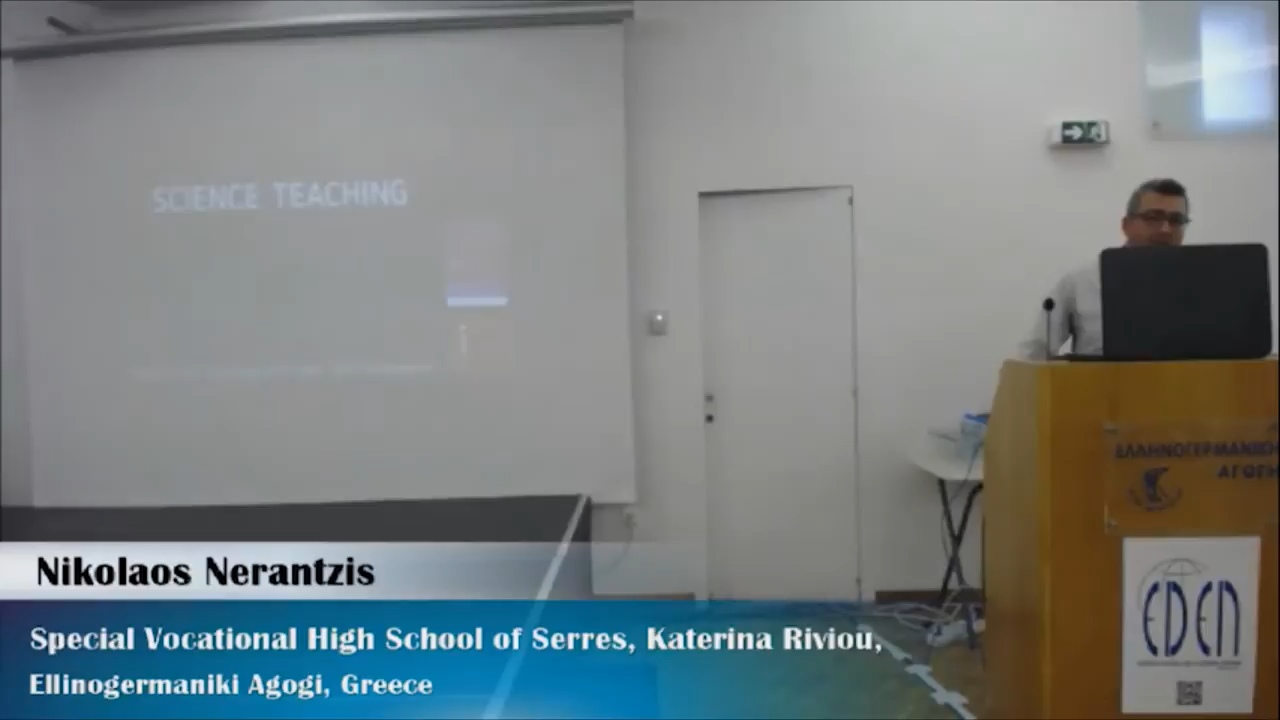 SCIENCE TEACHING
ΕΛΛΗΝΟΓΕΡΜΑΝΙΚΗ
ΑΓΩΓΗ
EDEN
Nikolaos Nerantzis
Special Vocational High School of Serres, Katerina Riviou,
Ellinogermaniki Agogi, Greece